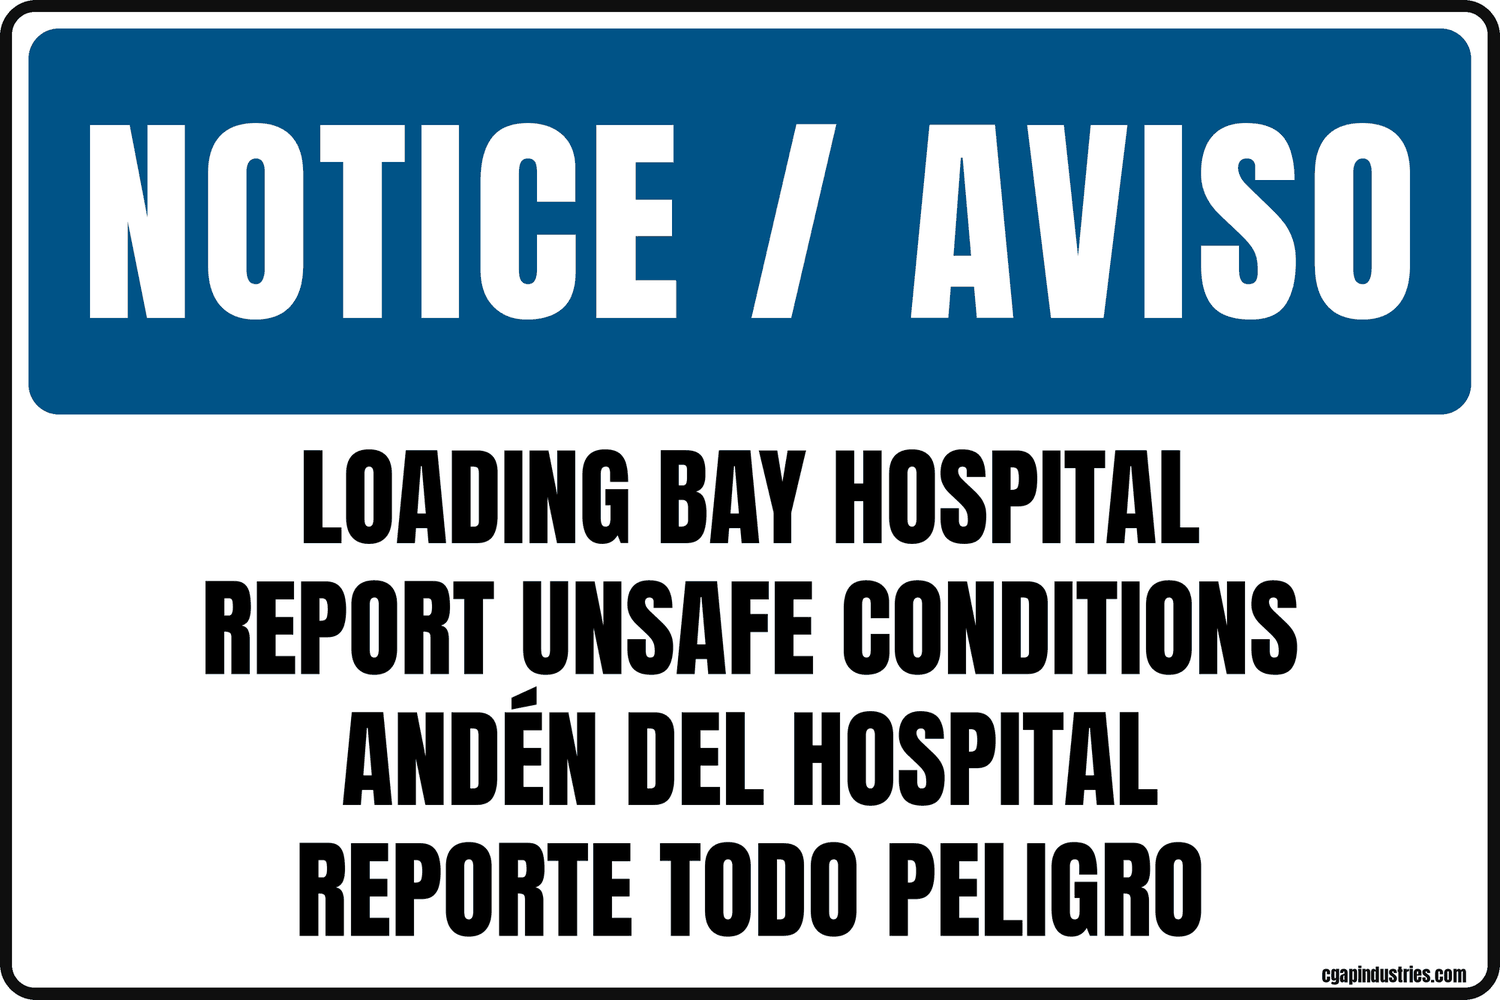 NOTICE / AVISO
LOADING BAY HOSPITAL
REPORT UNSAFE CONDITIONS
ANDÉN DEL HOSPITAL
REPORTE TODO PELIGRO
cgapindustries.com